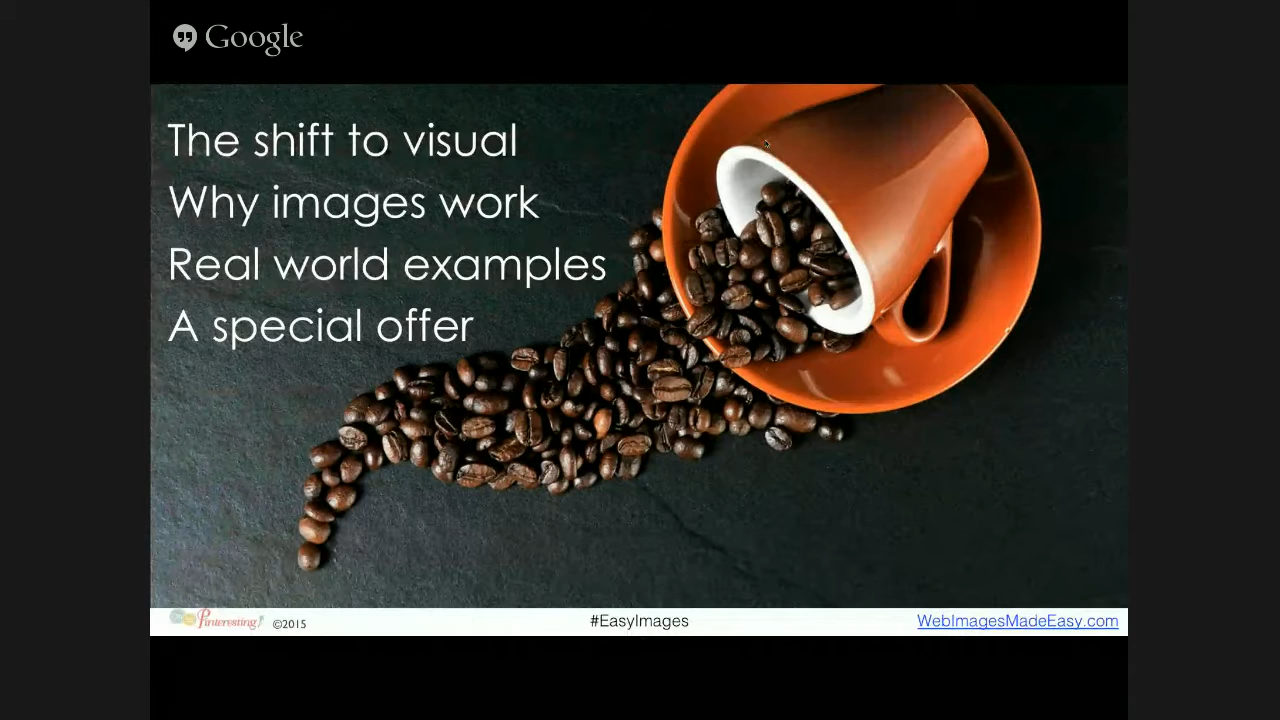 Google
The shift to visual
Why images work
Real world examples
A special offer
Pinteresting! ©2015
#EasyImages
WebImagesMadeEasy.com